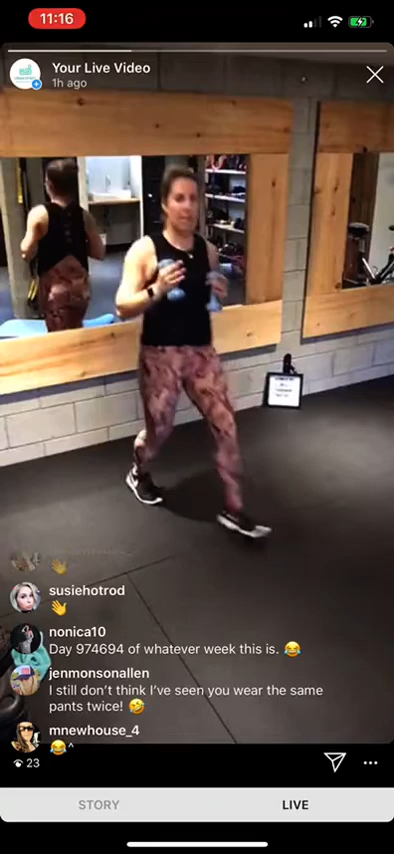 11:16
Your Live Video
1h ago
susiehotrod
👋
nonica10
Day 974694 of whatever week this is. 😂
jenmonsonallen
I still don’t think I’ve seen you wear the
same
pants twice! 🤣
mnewhouse_4
😂^
23
STORY
LIVE